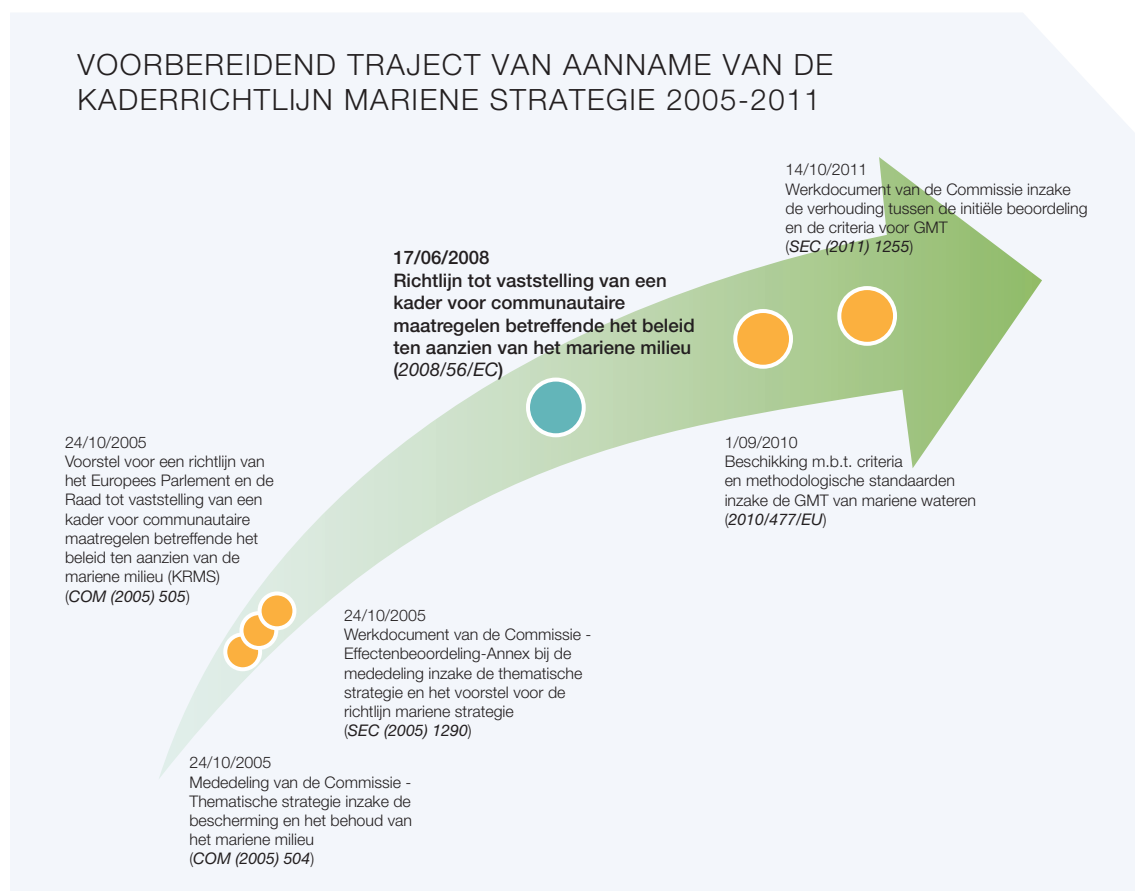 VOORBEREIDEND TRAJECT VAN AANNAME VAN DE
KADERRICHTLIJN MARIENE STRATEGIE 2005-2011
14/10/2011
Werkdocument van de Commissie inzake
de verhouding tussen de initiële beoordeling
en de criteria voor GMT
(SEC (2011) 1255)
17/06/2008
Richtlijn tot vaststelling van een
kader voor communautaire
maatregelen betreffende het beleid
ten aanzien van het mariene milieu
(2008/56/EC)
24/10/2005
Voorstel voor een richtlijn van
het Europees Parlement en de
Raad tot vaststelling van een
kader voor communautaire
maatregelen betreffende het
beleid ten aanzien van de
mariene milieu (KRMS)
(COM (2005) 505)
1/09/2010
Beschikking m.b.t. criteria
en methodologische standaarden
inzake de GMT van mariene wateren
(2010/477/EU)
24/10/2005
Werkdocument van de Commissie -
Effectenbeoordeling-Annex bij de
mededeling inzake de thematische
strategie en het voorstel voor de
richtlijn mariene strategie
(SEC (2005) 1290)
24/10/2005
Mededeling van de Commissie -
Thematische strategie inzake de
bescherming en het behoud van
het mariene milieu
(COM (2005) 504)